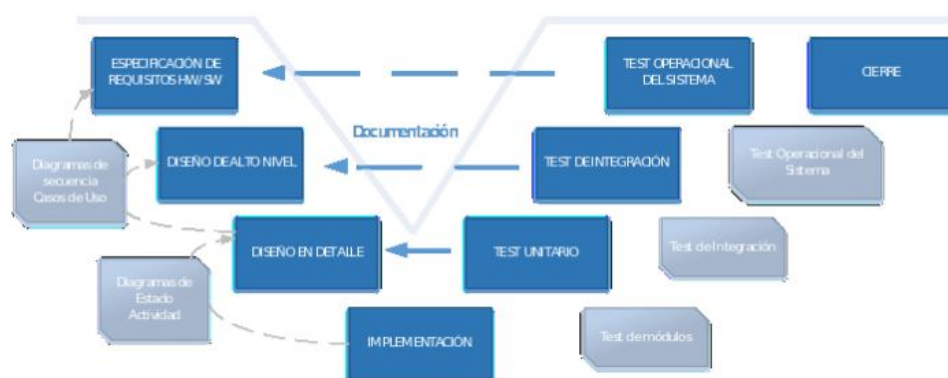 ESPECIFICACIÓN DE
REQUISITOS HW/SW
TEST OPERACIONAL
DEL SISTEMA
CIERRE
Documentación
Diagramas de
secuencia
Casos de Uso
DISEÑO DE ALTO NIVEL
TEST DE INTEGRACIÓN
Test Operacional del
Sistema
DISEÑO EN DETALLE
TEST UNITARIO
Test de Integración
Diagramas de
Estado
Actividad
IMPLEMENTACIÓN
Test de módulos